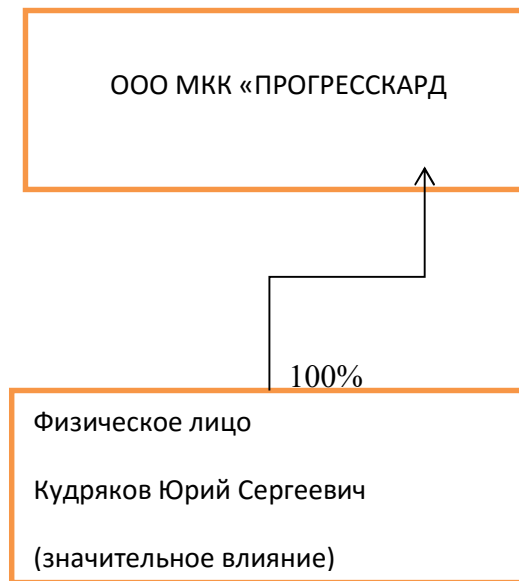 ООО МКК «ПРОГРЕССКАРД
100%
Физическое лицо
Кудряков Юрий Сергеевич
(значительное влияние)